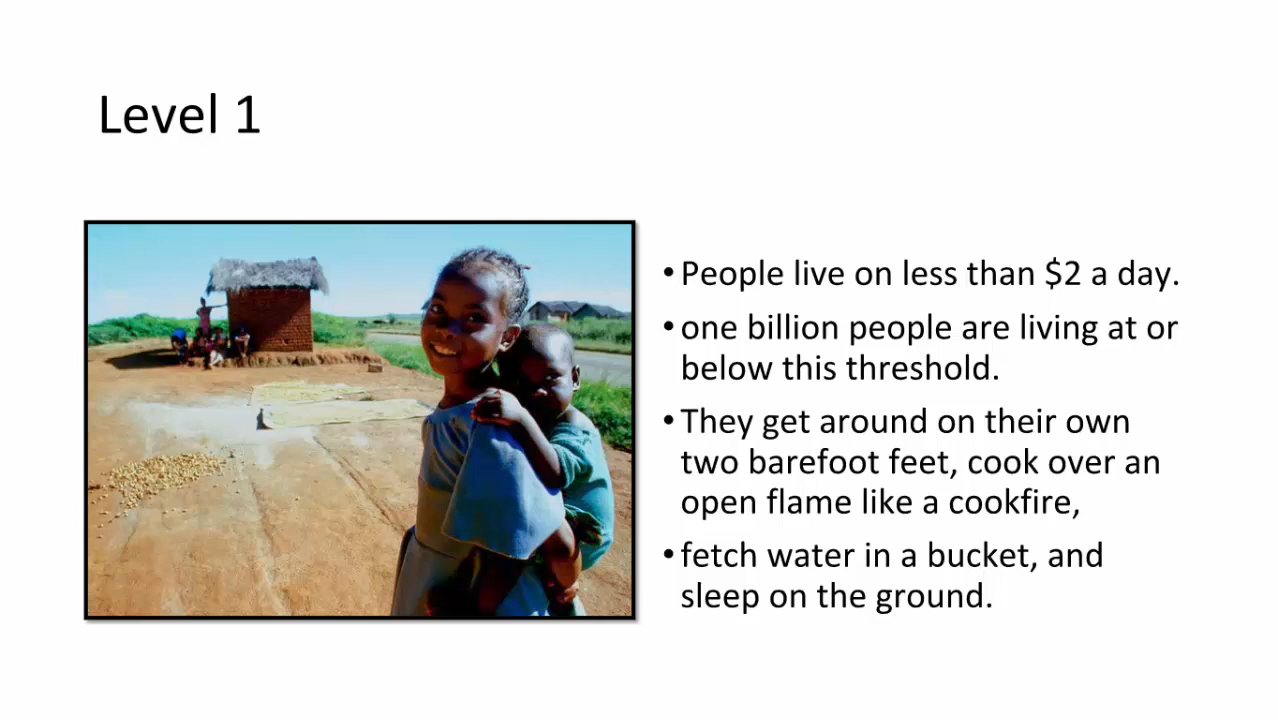 Level 1
• People live on less than $2 a day.
• one billion people are living at or
below this threshold.
• They get around on their own
two barefoot feet, cook over an
open flame like a cookfire,
• fetch water in a bucket, and
sleep on the ground.